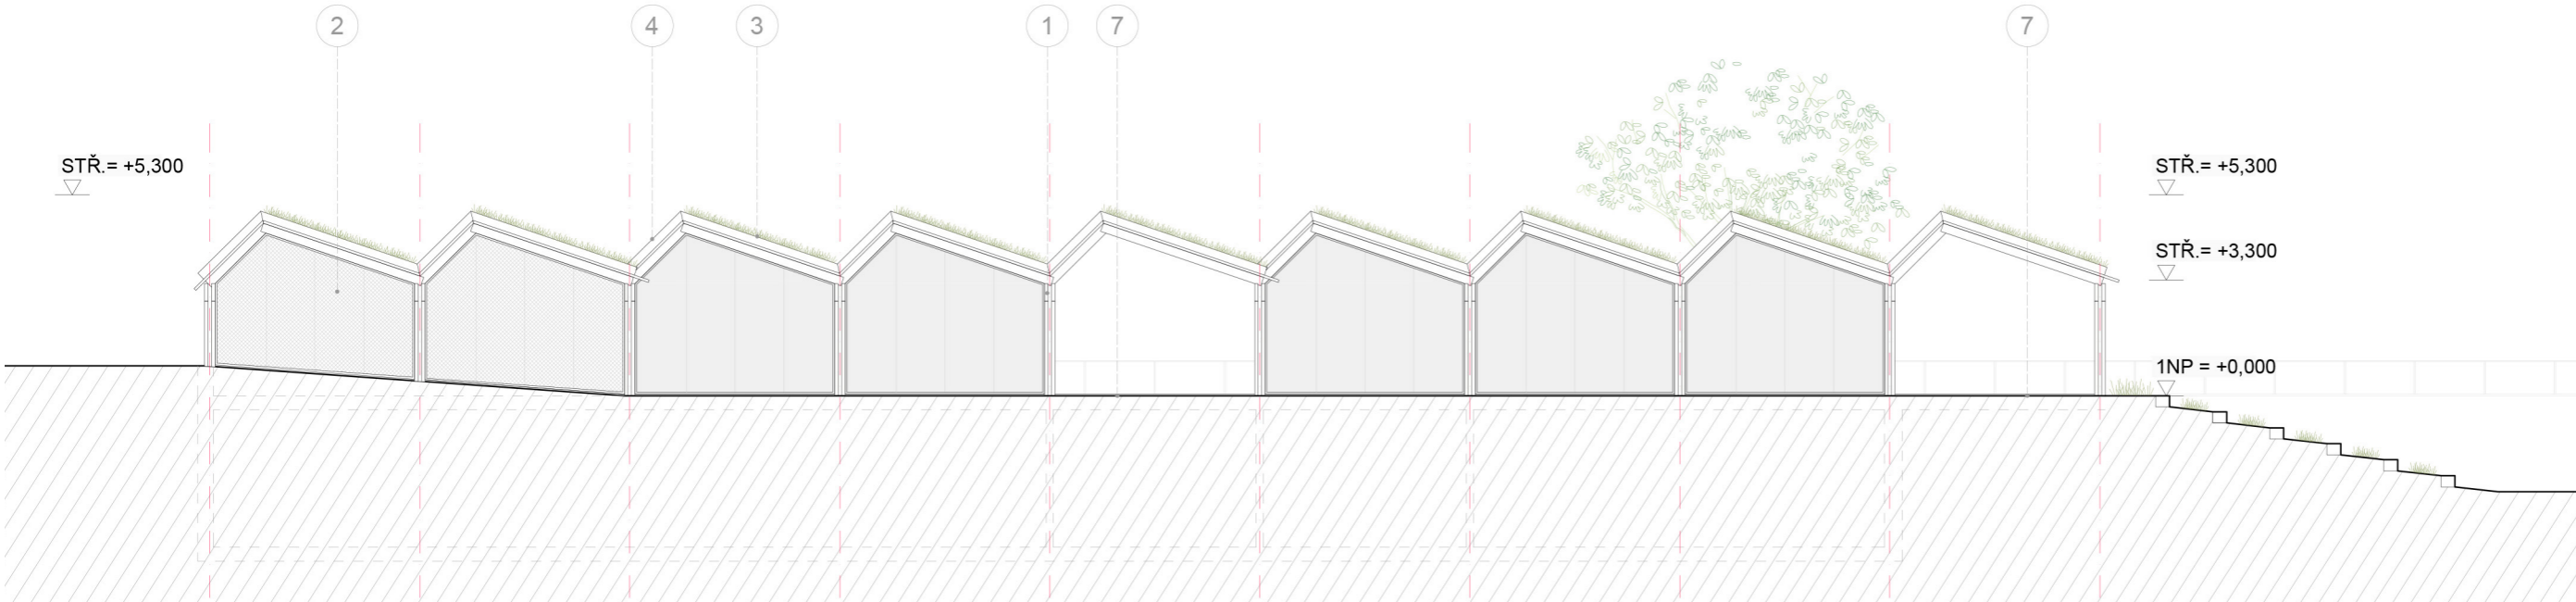 2
4
3
1
7
7
STŘ.= +5,300
STŘ.= +5,300
STŘ.= +3,300
1NP = +0,000